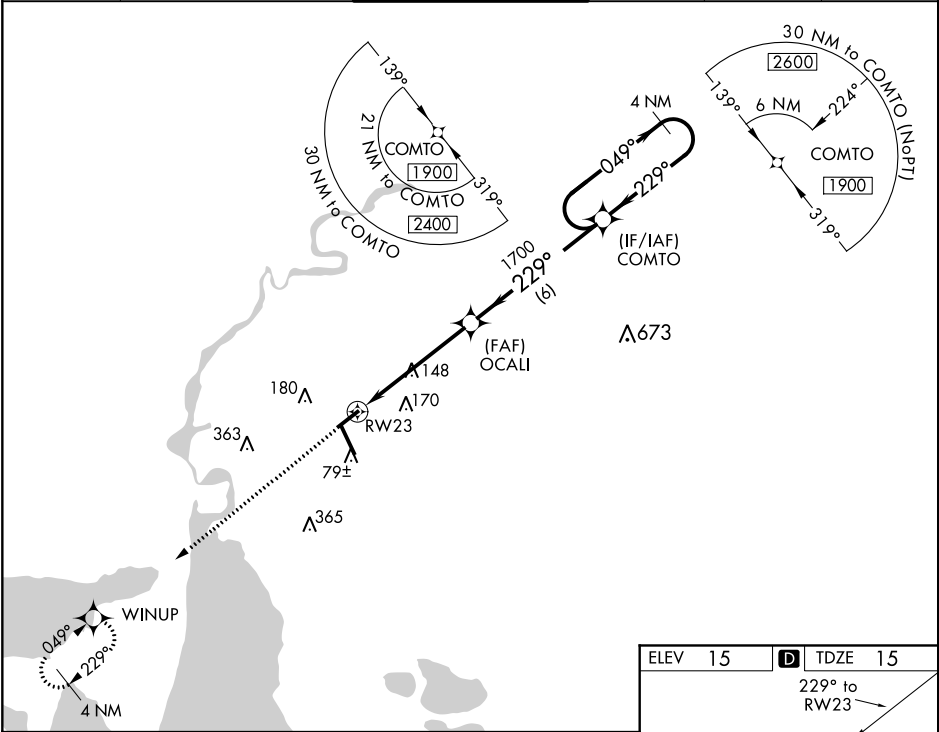 139°
21 NM to COMTO
30 NM to COMTO
COMTO
1900
2400
319°
4 NM
049°
229°
(IF/IAF)
COMTO
30 NM to COMTO (NoPT)
2600
139°
6 NM
224°
COMTO
1900
319°
1700
229°
(6)
(FAF)
OCALI
673
148
170
180
RW23
363
79±
365
WINUP
049°
229°
4 NM
ELEV 15 D TDZE 15
229° to
RW23